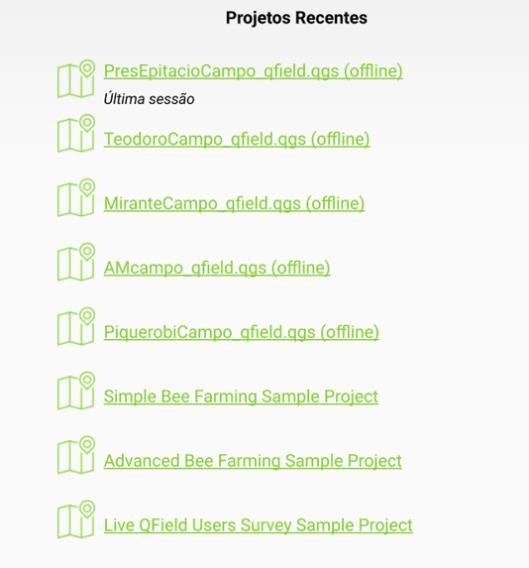 Projetos Recentes
PresEpitacioCampo_qfield.qgs (offline)
Última sessão
TeodoroCampo_qfield.qgs (offline)
MiranteCampo_qfield.qgs (offline)
AMcampo_qfield.qgs (offline)
PiquerobiCampo_qfield.qgs (offline)
Simple Bee Farming Sample Project
Advanced Bee Farming Sample Project
Live QField Users Survey Sample Project